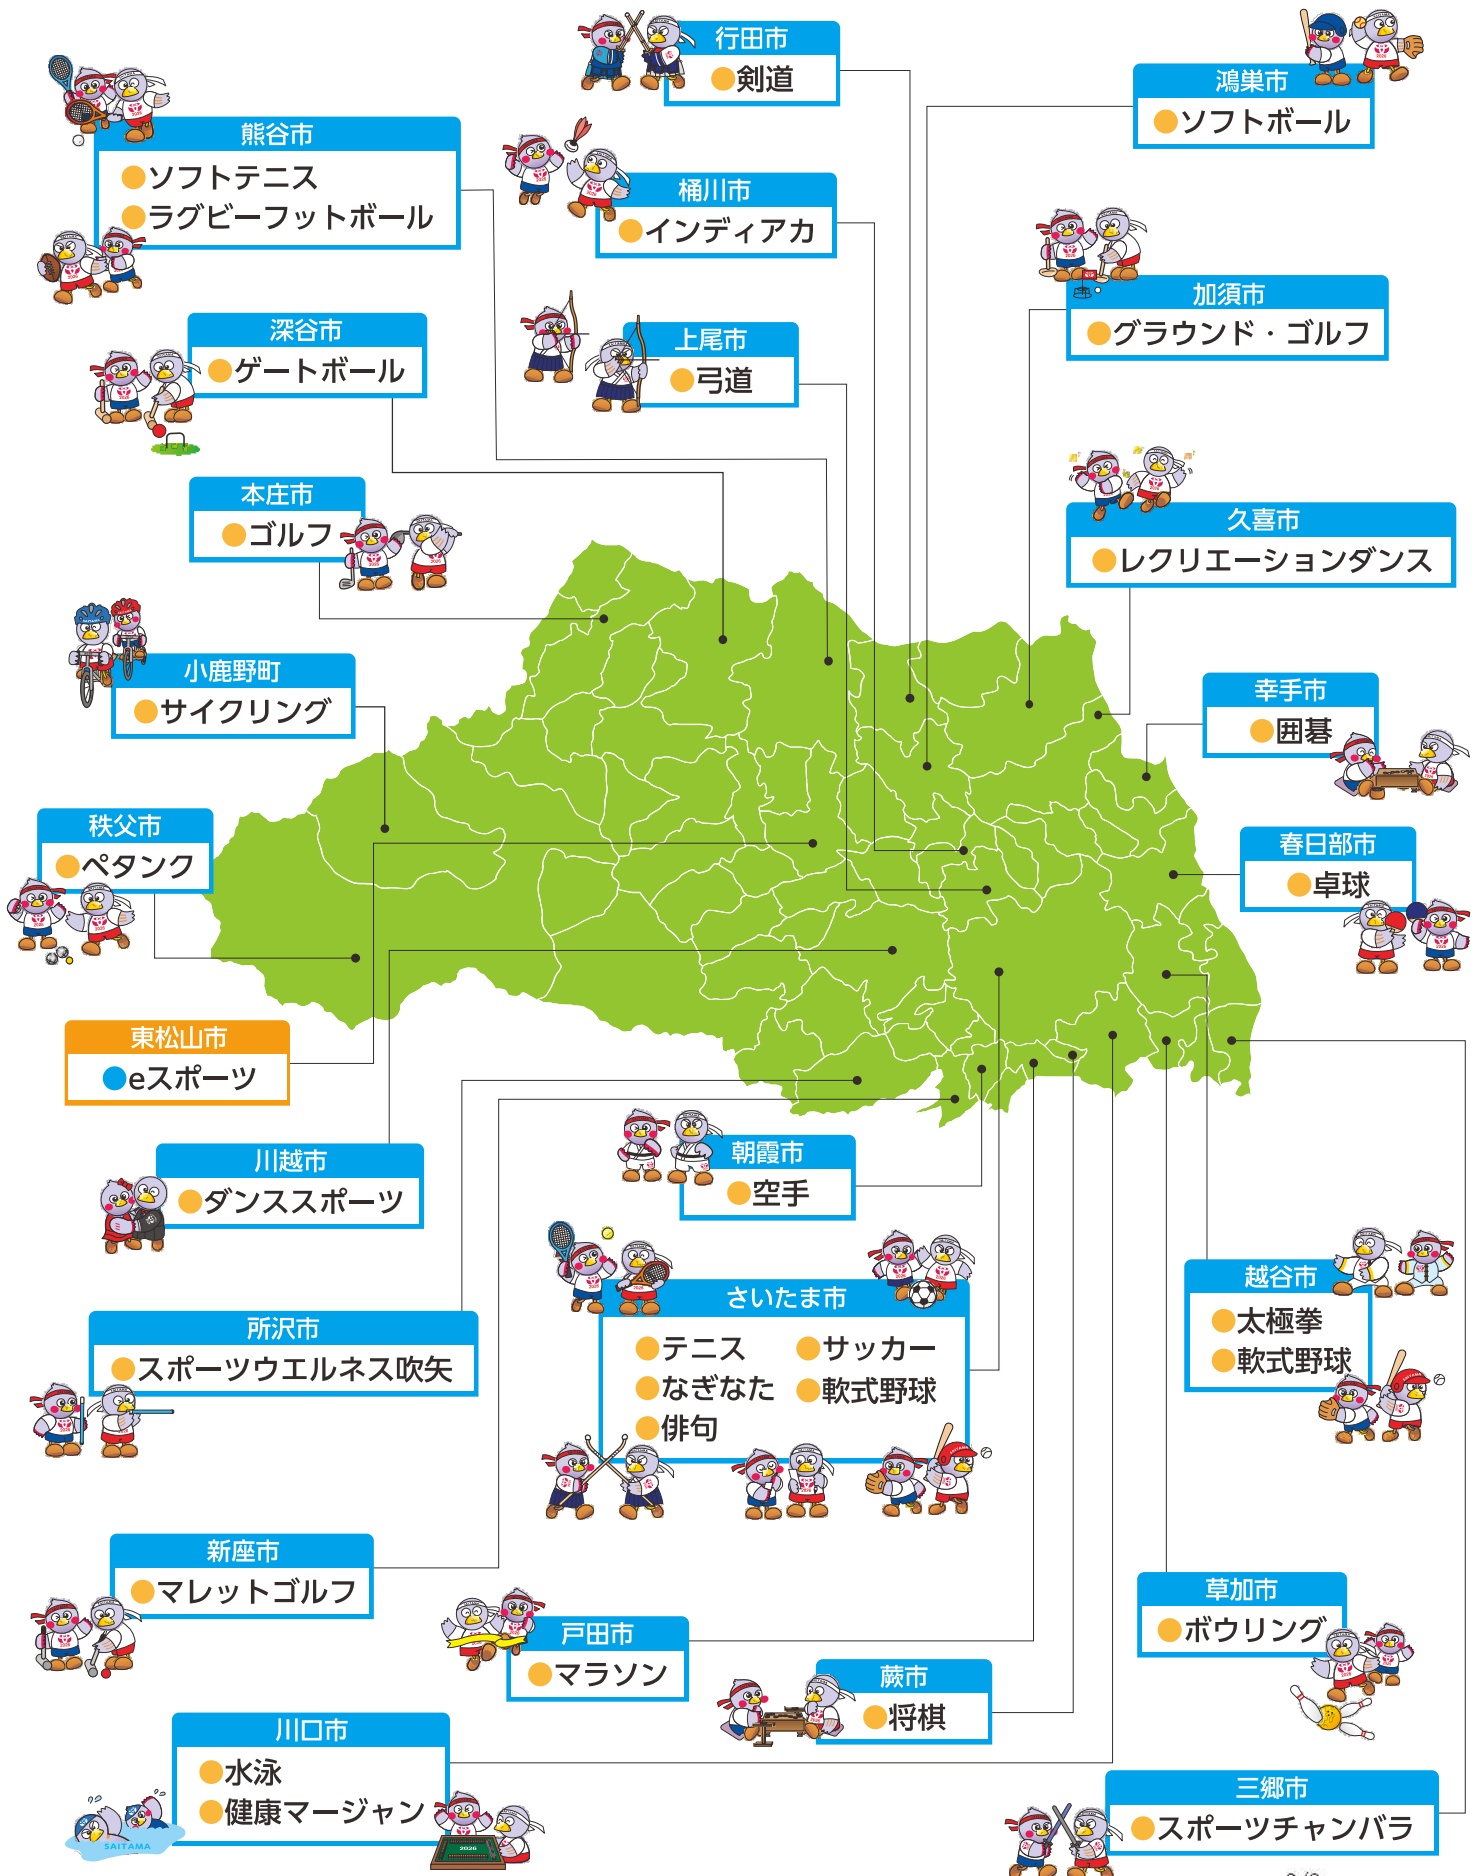 行田市
●剣道
鴻巣市
●ソフトボール
熊谷市
●ソフトテニス
●ラグビーフットボール
桶川市
●インディアカ
加須市
●グラウンド・ゴルフ
深谷市
●ゲートボール
上尾市
●弓道
本庄市
●ゴルフ
久喜市
●レクリエーションダンス
小鹿野町
●サイクリング
幸手市
●囲碁
秩父市
●ペタンク
春日部市
●卓球
東松山市
●eスポーツ
川越市
●ダンススポーツ
朝霞市
●空手
さいたま市
●テニス ●サッカー
●なぎなた ●軟式野球
●俳句
越谷市
●太極拳
●軟式野球
所沢市
●スポーツウエルネス吹矢
新座市
●マレットゴルフ
戸田市
●マラソン
草加市
●ボウリング
蕨市
●将棋
川口市
●水泳
●健康マージャン
SAITAMA
2026
三郷市
●スポーツチャンバラ